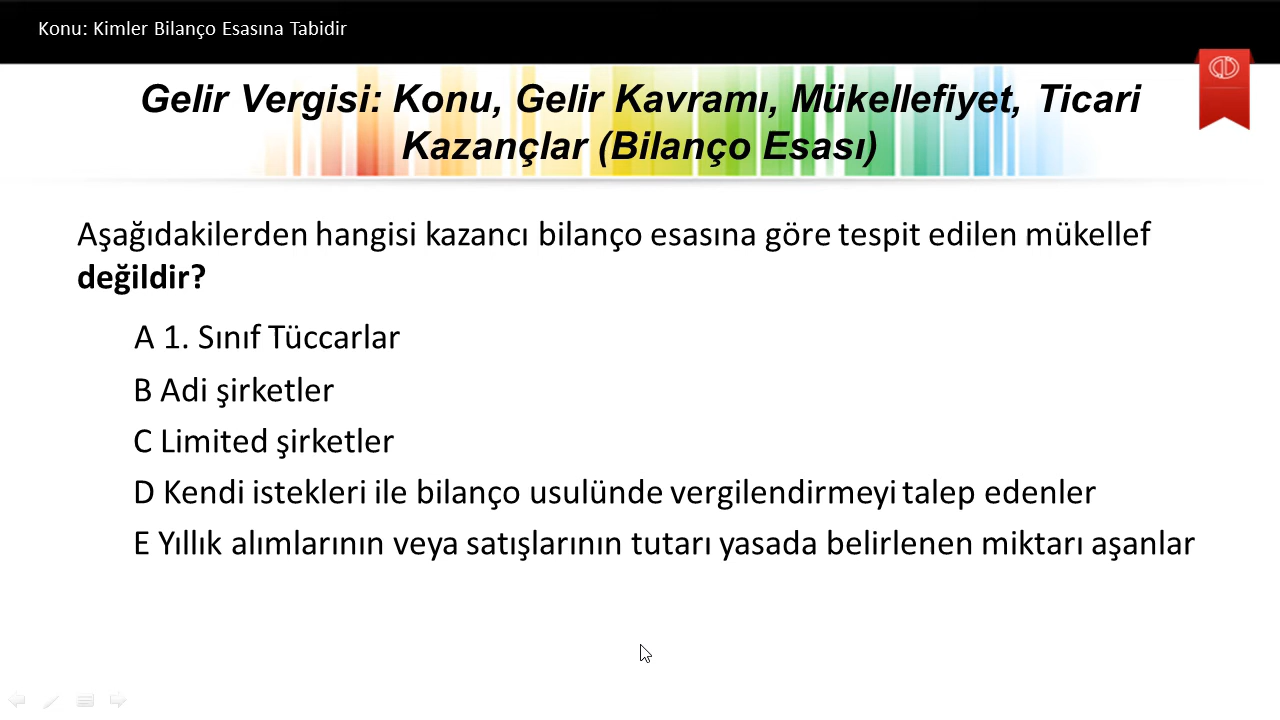 Konu: Kimler Bilanço Esasına Tabidir
Gelir Vergisi: Konu, Gelir Kavramı, Mükellefiyet, Ticari
Kazançlar (Bilanço Esası)
Aşağıdakilerden hangisi kazancı bilanço esasına göre tespit edilen mükellef
değildir?
A 1. Sınıf Tüccarlar
B Adi şirketler
C Limited şirketler
D Kendi istekleri ile bilanço usulünde vergilendirmeyi talep edenler
E Yıllık alımlarının veya satışlarının tutarı yasada belirlenen miktarı aşanlar